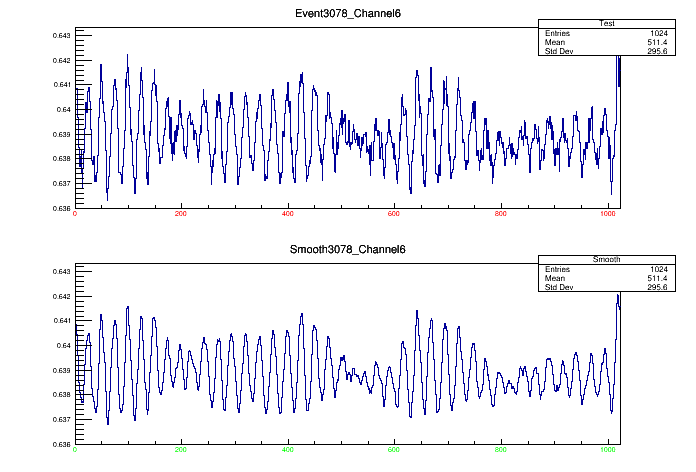 Event3078_Channel6
Test
Entries 1024
Mean 511.4
Std Dev 295.6
0.643
0.642
0.641
0.64
0.639
0.638
0.637
0.636
0 200 400 600 800 1000
Smooth3078_Channel6
Smooth
Entries 1024
Mean 511.4
Std Dev 295.6
0.643
0.642
0.641
0.64
0.639
0.638
0.637
0.636
0 200 400 600 800 1000